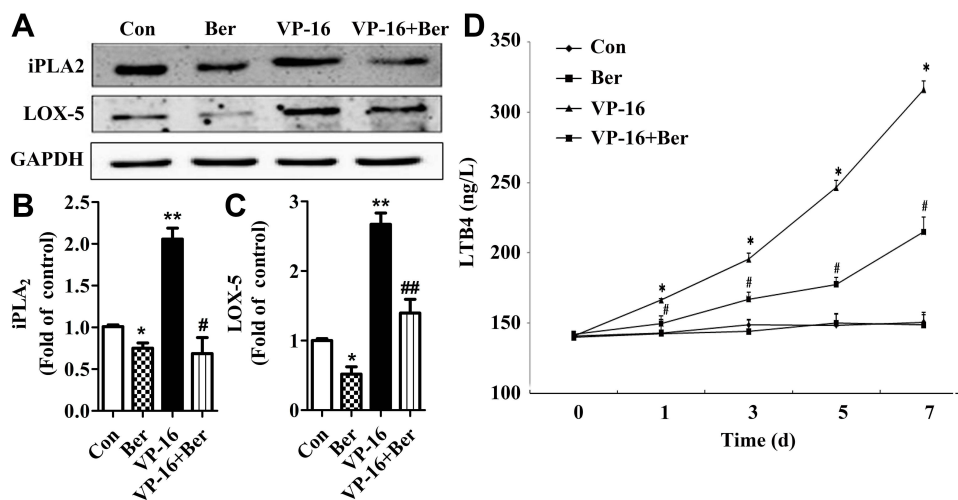 A
Con Ber VP-16 VP-16+Ber
iPLA2
LOX-5
GAPDH
B
iPLA2
(Fold of control)
2.5
2.0
1.5
1.0
0.5
0.0
*
**
#
Con Ber VP-16 VP-16+Ber
C
LOX-5
(Fold of control)
3
2
1
0
*
**
##
Con Ber VP-16 VP-16+Ber
D
LTB4 (ng/L)
350
300
250
200
150
100
Con
Ber
VP-16
VP-16+Ber
* * * *
# # # #
0 1 3 5 7
Time (d)